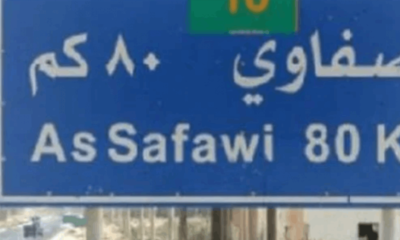 صفاوي ٨٠ كم
As Safawi 80 K